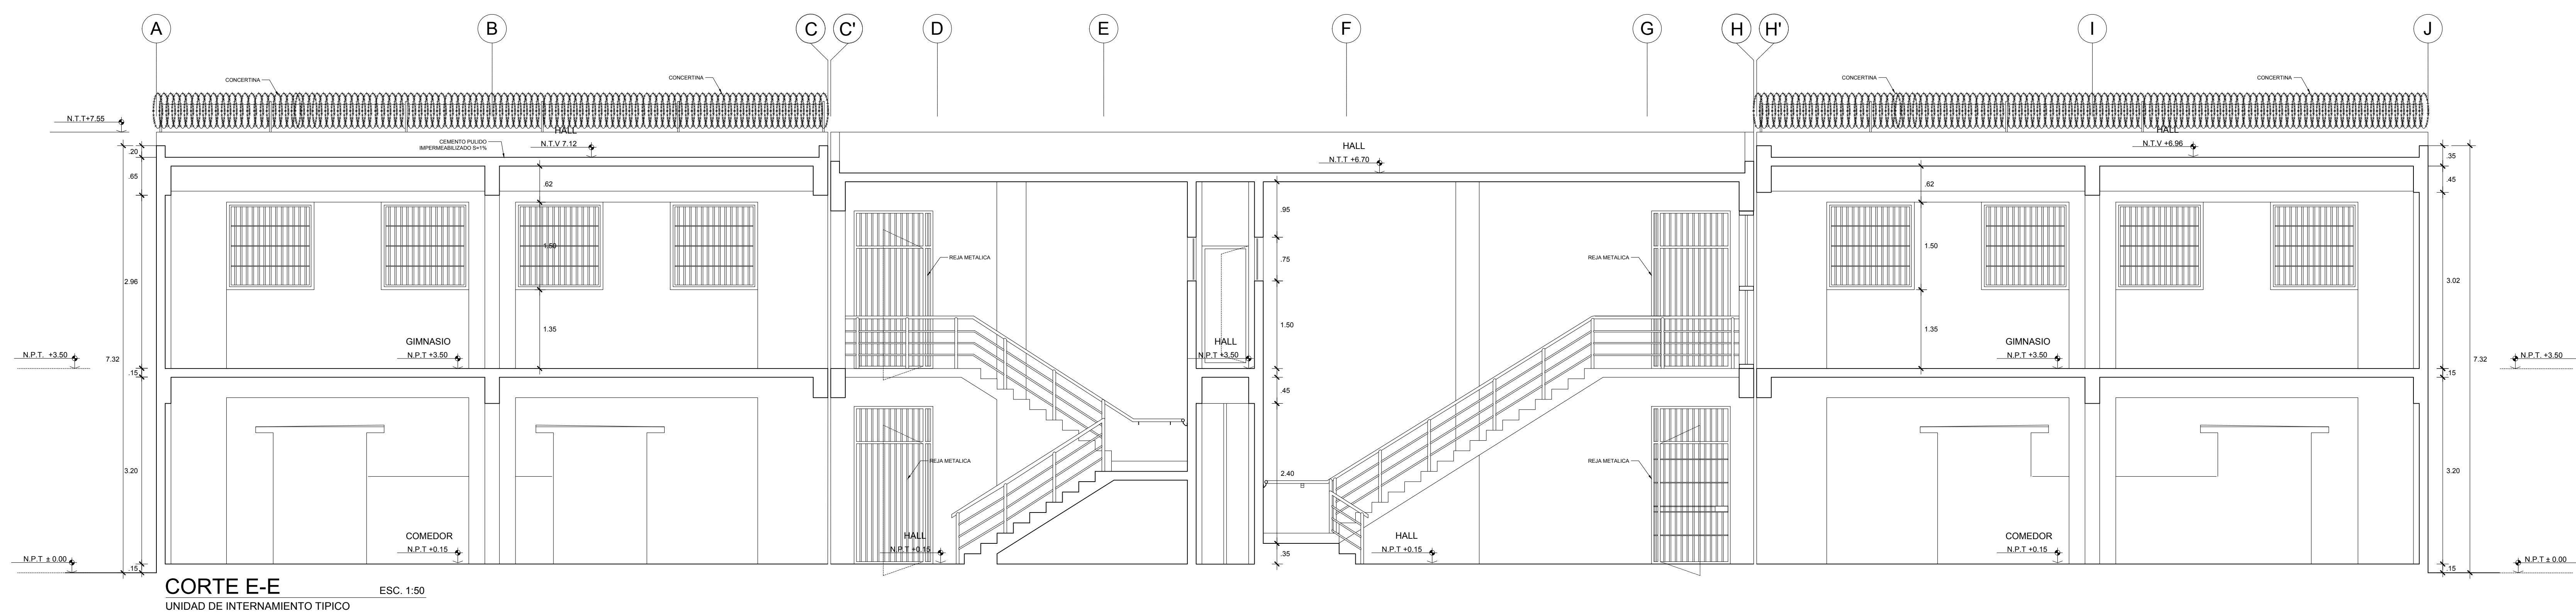 A
B
C
C'
D
E
F
G
H
H'
I
J
CONCERTINA
CONCERTINA
CONCERTINA
CONCERTINA
N.T.T+7.55
HALL
N.T.V 7.12
CEMENTO PULIDO
IMPERMEABILIZADO S=1%
HALL
N.T.T +6.70
HALL
N.T.V +6.96
.20
.65
2.96
7.32
.15
3.20
.15
.62
1.50
1.35
.95
.75
1.50
.45
2.40
.35
.62
1.50
1.35
.35
.45
3.02
7.32
.15
3.20
.15
REJA METALICA
REJA METALICA
GIMNASIO
N.P.T +3.50
HALL
N.P.T +3.50
GIMNASIO
N.P.T +3.50
N.P.T. +3.50
N.P.T. +3.50
REJA METALICA
REJA METALICA
COMEDOR
N.P.T +0.15
HALL
N.P.T +0.15
HALL
N.P.T +0.15
COMEDOR
N.P.T +0.15
N.P.T ± 0.00
N.P.T ± 0.00
CORTE E-E
ESC. 1:50
UNIDAD DE INTERNAMIENTO TIPICO